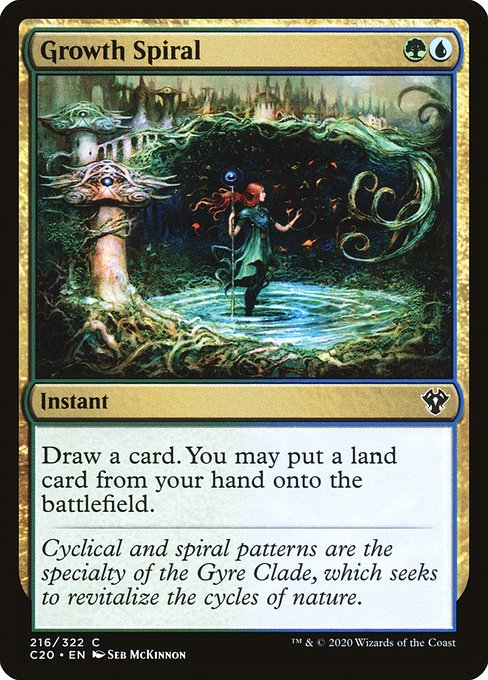 Growth Spiral
Instant
Draw a card. You may put a land
card from your hand onto the
battlefield.
Cyclical and spiral patterns are the
specialty of the Gyre Clade, which seeks
to revitalize the cycles of nature.
216/322 C
C20 • EN Seb McKinnon
™ & © 2020 Wizards of the Coast